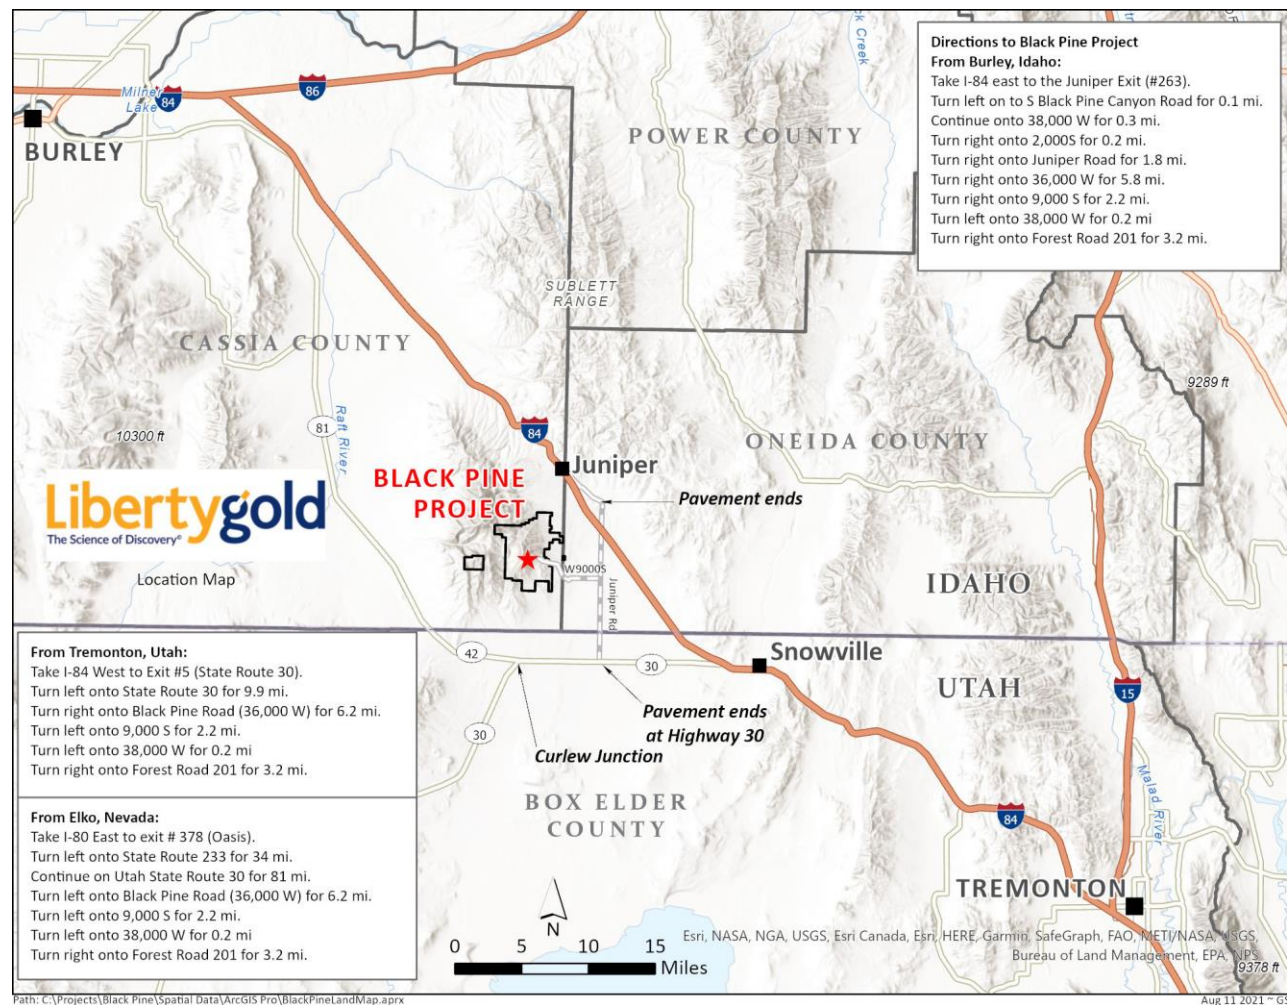 Directions to Black Pine Project
From Burley, Idaho:
Take I-84 east to the Juniper Exit (#263).
Turn left on to S Black Pine Canyon Road for 0.1 mi.
Continue onto 38,000 W for 0.3 mi.
Turn right onto 2,000S for 0.2 mi.
Turn right onto Juniper Road for 1.8 mi.
Turn right onto 36,000 W for 5.8 mi.
Turn right onto 9,000 S for 2.2 mi.
Turn left onto 38,000 W for 0.2 mi
Turn right onto Forest Road 201 for 3.2 mi.
ck Creek
86
84
Milner
Lake
BURLEY
POWER COUNTY
SUBLETT
RANGE
CASSIA COUNTY
9289 ft
Raft River
81
10300 ft
84
ONEIDA COUNTY
Juniper
BLACK PINE
PROJECT
Pavement ends
Libertygold
The Science of Discovery©
Location Map
W9000S
Juniper Rd
IDAHO
42
30
Snowville
UTAH
15
Pavement ends
at Highway 30
30
Curlew Junction
BOX ELDER
COUNTY
84
Malad River
TREMONTON
From Tremonton, Utah:
Take I-84 West to Exit #5 (State Route 30).
Turn left onto State Route 30 for 9.9 mi.
Turn right onto Black Pine Road (36,000 W) for 6.2 mi.
Turn left onto 9,000 S for 2.2 mi.
Turn left onto 38,000 W for 0.2 mi
Turn right onto Forest Road 201 for 3.2 mi.
From Elko, Nevada:
Take I-80 East to exit # 378 (Oasis).
Turn left onto State Route 233 for 34 mi.
Continue on Utah State Route 30 for 81 mi.
Turn left onto Black Pine Road (36,000 W) for 6.2 mi.
Turn left onto 9,000 S for 2.2 mi.
Turn left onto 38,000 W for 0.2 mi
Turn right onto Forest Road 201 for 3.2 mi.
N
0 5 10 15
Miles
Esri, NASA, NGA, USGS, Esri Canada, Esri, HERE, Garmin, SafeGraph, FAO, METI/NASA, USGS,
Bureau of Land Management, EPA, NPS
9378 ft
Path: C:\Projects\Black Pine\Spatial Data\ArcGIS Pro\BlackPineLandMap.aprx
Aug 11 2021 ~